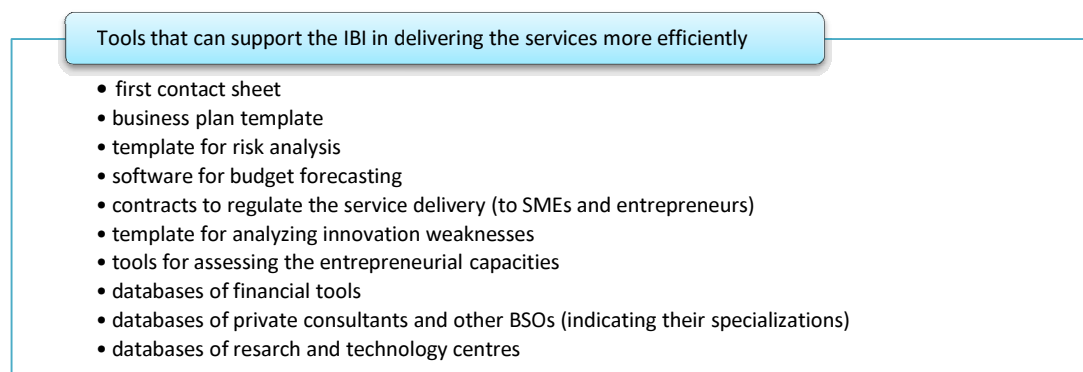 Tools that can support the IBI in delivering the services more efficiently
• first contact sheet
• business plan template
• template for risk analysis
• software for budget forecasting
• contracts to regulate the service delivery (to SMEs and entrepreneurs)
• template for analyzing innovation weaknesses
• tools for assessing the entrepreneurial capacities
• databases of financial tools
• databases of private consultants and other BSOs (indicating their specializations)
• databases of resarch and technology centres